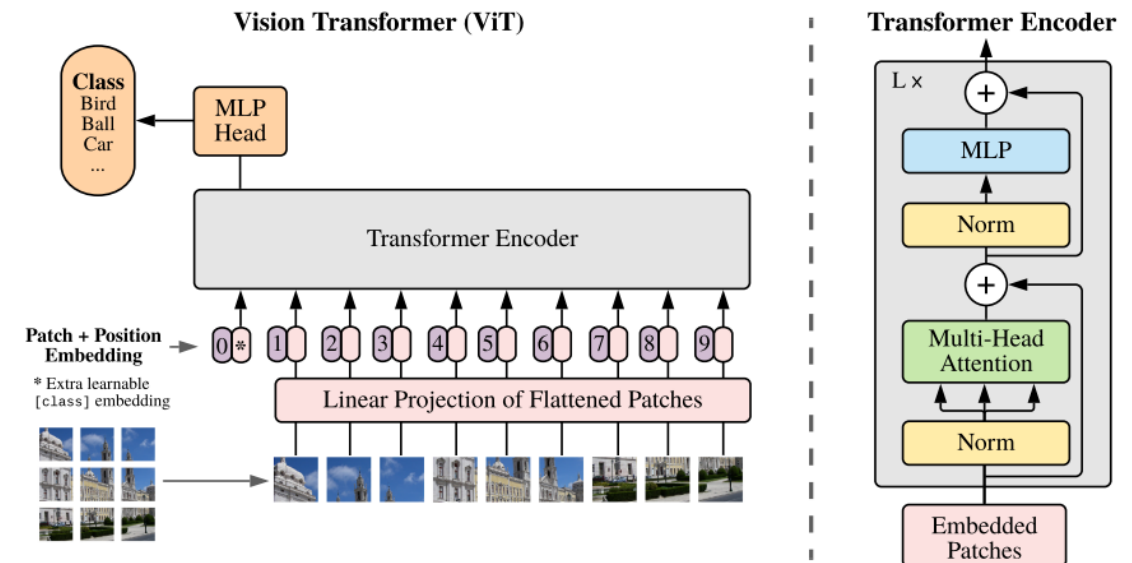 Vision Transformer (ViT)
Class
Bird
Ball
Car
...
MLP
Head
Transformer Encoder
Patch + Position
Embedding
* Extra learnable
[class] embedding
0 * 1 2 3 4 5 6 7 8 9
Linear Projection of Flattened Patches
Transformer Encoder
L ×
+
MLP
Norm
+
Multi-Head
Attention
Norm
Embedded
Patches